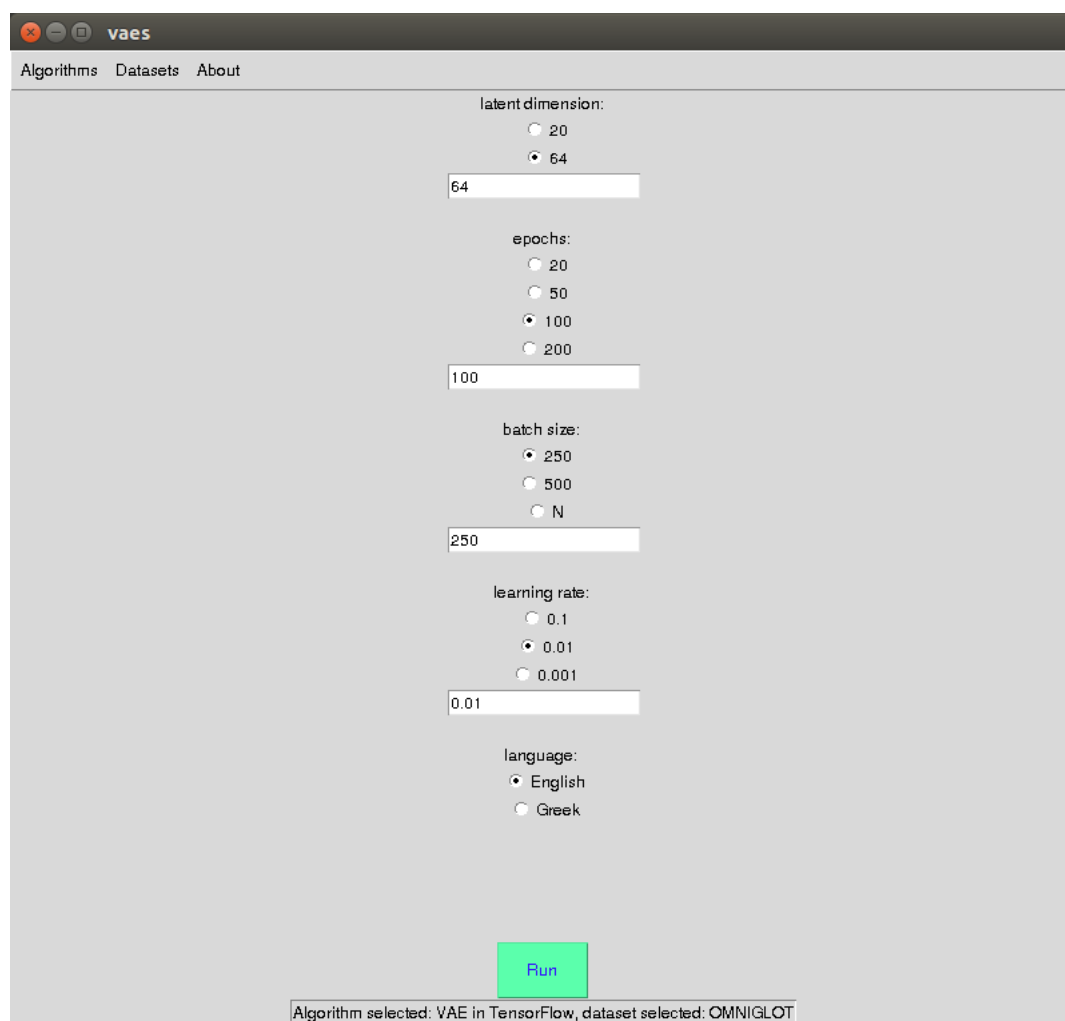 vaes
Algorithms Datasets About
latent dimension:
20
64
64
epochs:
20
50
100
200
100
batch size:
250
500
N
250
learning rate:
0.1
0.01
0.001
0.01
language:
English
Greek
Run
Algorithm selected: VAE in TensorFlow, dataset selected: OMNIGLOT